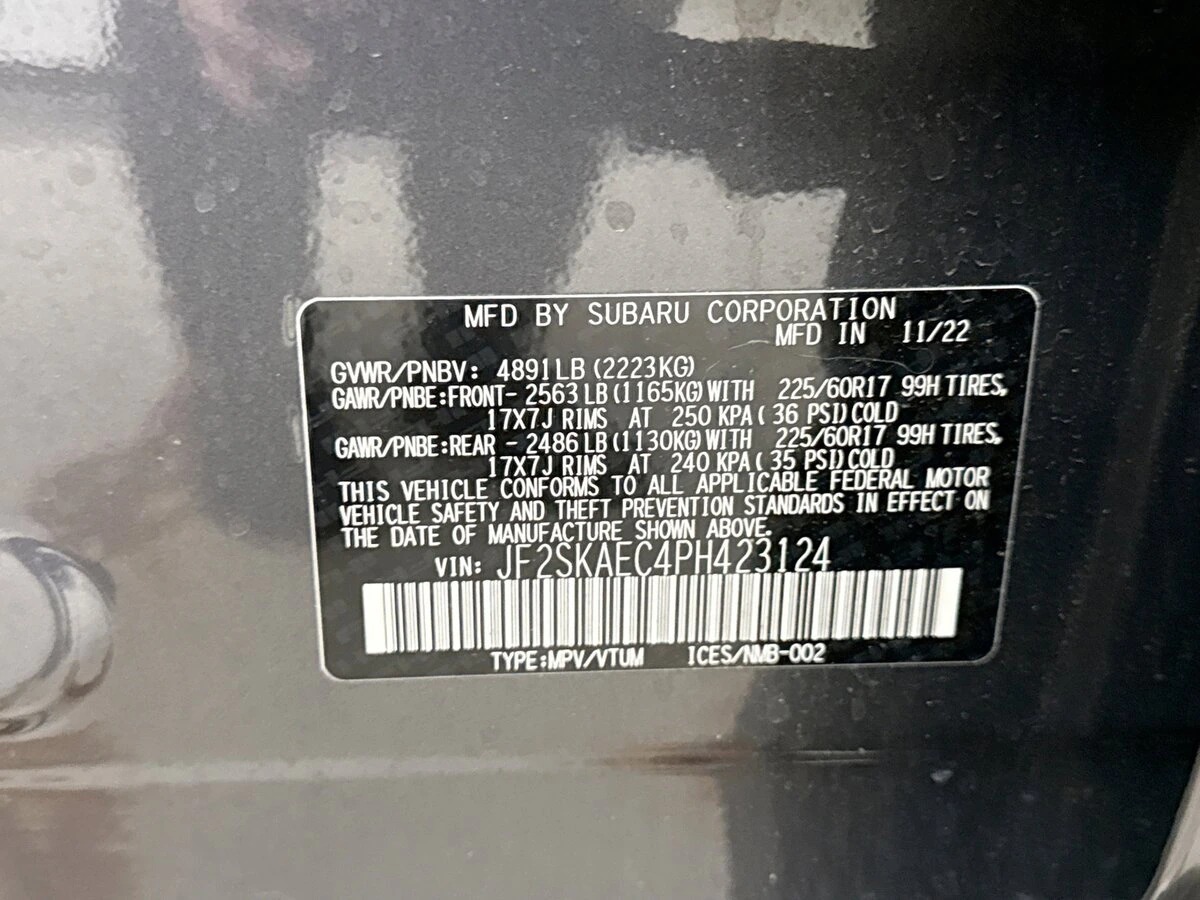 MFD BY SUBARU CORPORATION
MFD IN 11/22
GVWR/PNBV: 4891LB (2223KG)
GAWR/PNBE:FRONT- 2563 LB (1165KG) WITH 225/60R17 99H TIRES,
17X7J RIMS AT 250 KPA ( 36 PSI) COLD
GAWR/PNBE:REAR - 2486 LB (1130KG) WITH 225/60R17 99H TIRES,
17X7J RIMS AT 240 KPA ( 35 PSI) COLD
THIS VEHICLE CONFORMS TO ALL APPLICABLE FEDERAL MOTOR
VEHICLE SAFETY AND THEFT PREVENTION STANDARDS IN EFFECT ON
THE DATE OF MANUFACTURE SHOWN ABOVE.
VIN: JF2SKAEC4PH423124
TYPE:MPV/VTUM ICES/NMB-002